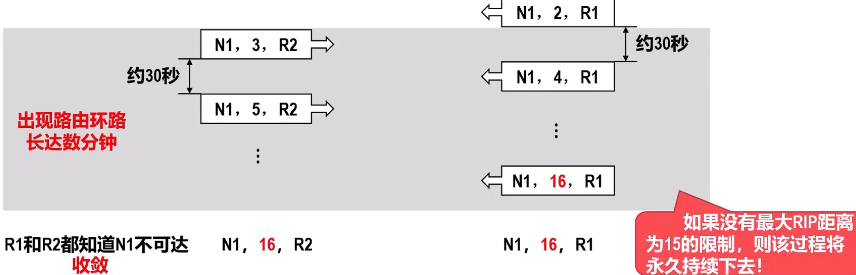 N1，2，R1
N1，3，R2
约30秒
约30秒
N1，4，R1
N1，5，R2
出现路由环路
长达数分钟
⋮
⋮
N1，16，R1
R1和R2都知道N1不可达
收敛
N1，16，R2
N1，16，R1
如果没有最大RIP距离
为15的限制，则该过程将
永久持续下去！